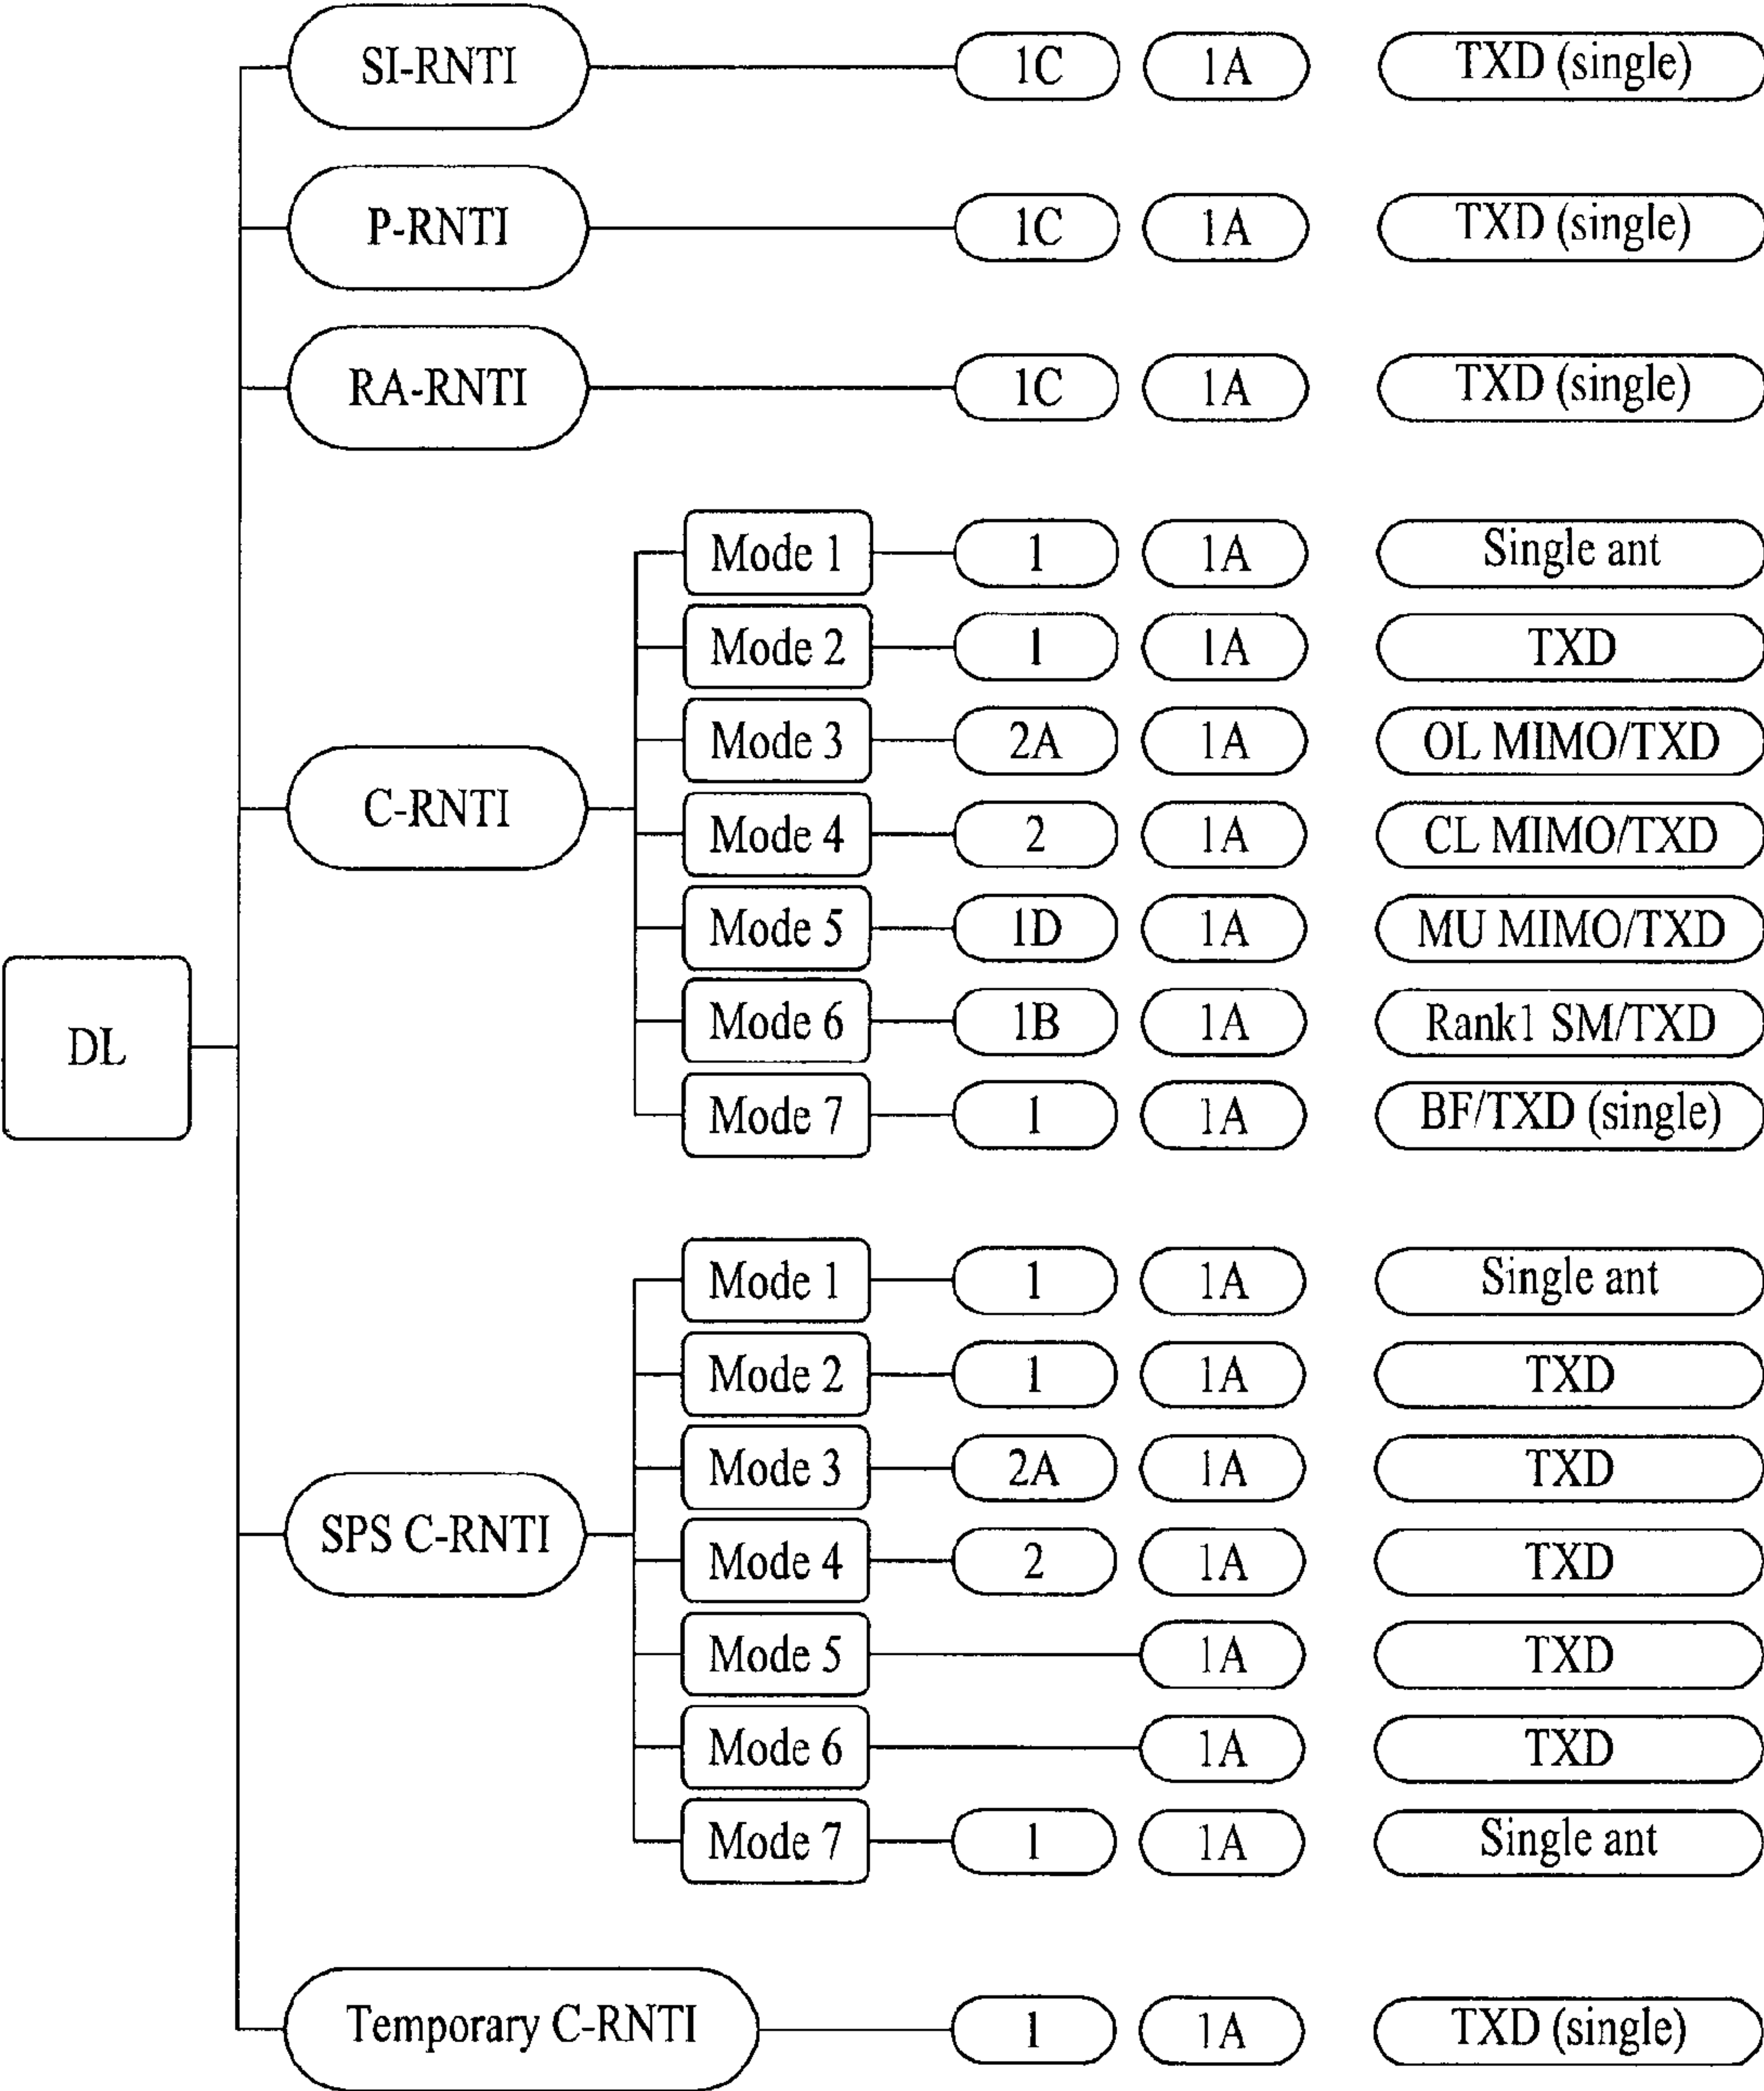 SI-RNTI 1C 1A TXD (single)
P-RNTI 1C 1A TXD (single)
RA-RNTI 1C 1A TXD (single)
C-RNTI
Mode 1 1 1A Single ant
Mode 2 1 1A TXD
Mode 3 2A 1A OL MIMO/TXD
Mode 4 2 1A CL MIMO/TXD
Mode 5 1D 1A MU MIMO/TXD
Mode 6 1B 1A Rank1 SM/TXD
Mode 7 1 1A BF/TXD (single)
DL
SPS C-RNTI
Mode 1 1 1A Single ant
Mode 2 1 1A TXD
Mode 3 2A 1A TXD
Mode 4 2 1A TXD
Mode 5 1A TXD
Mode 6 1A TXD
Mode 7 1 1A Single ant
Temporary C-RNTI 1 1A TXD (single)